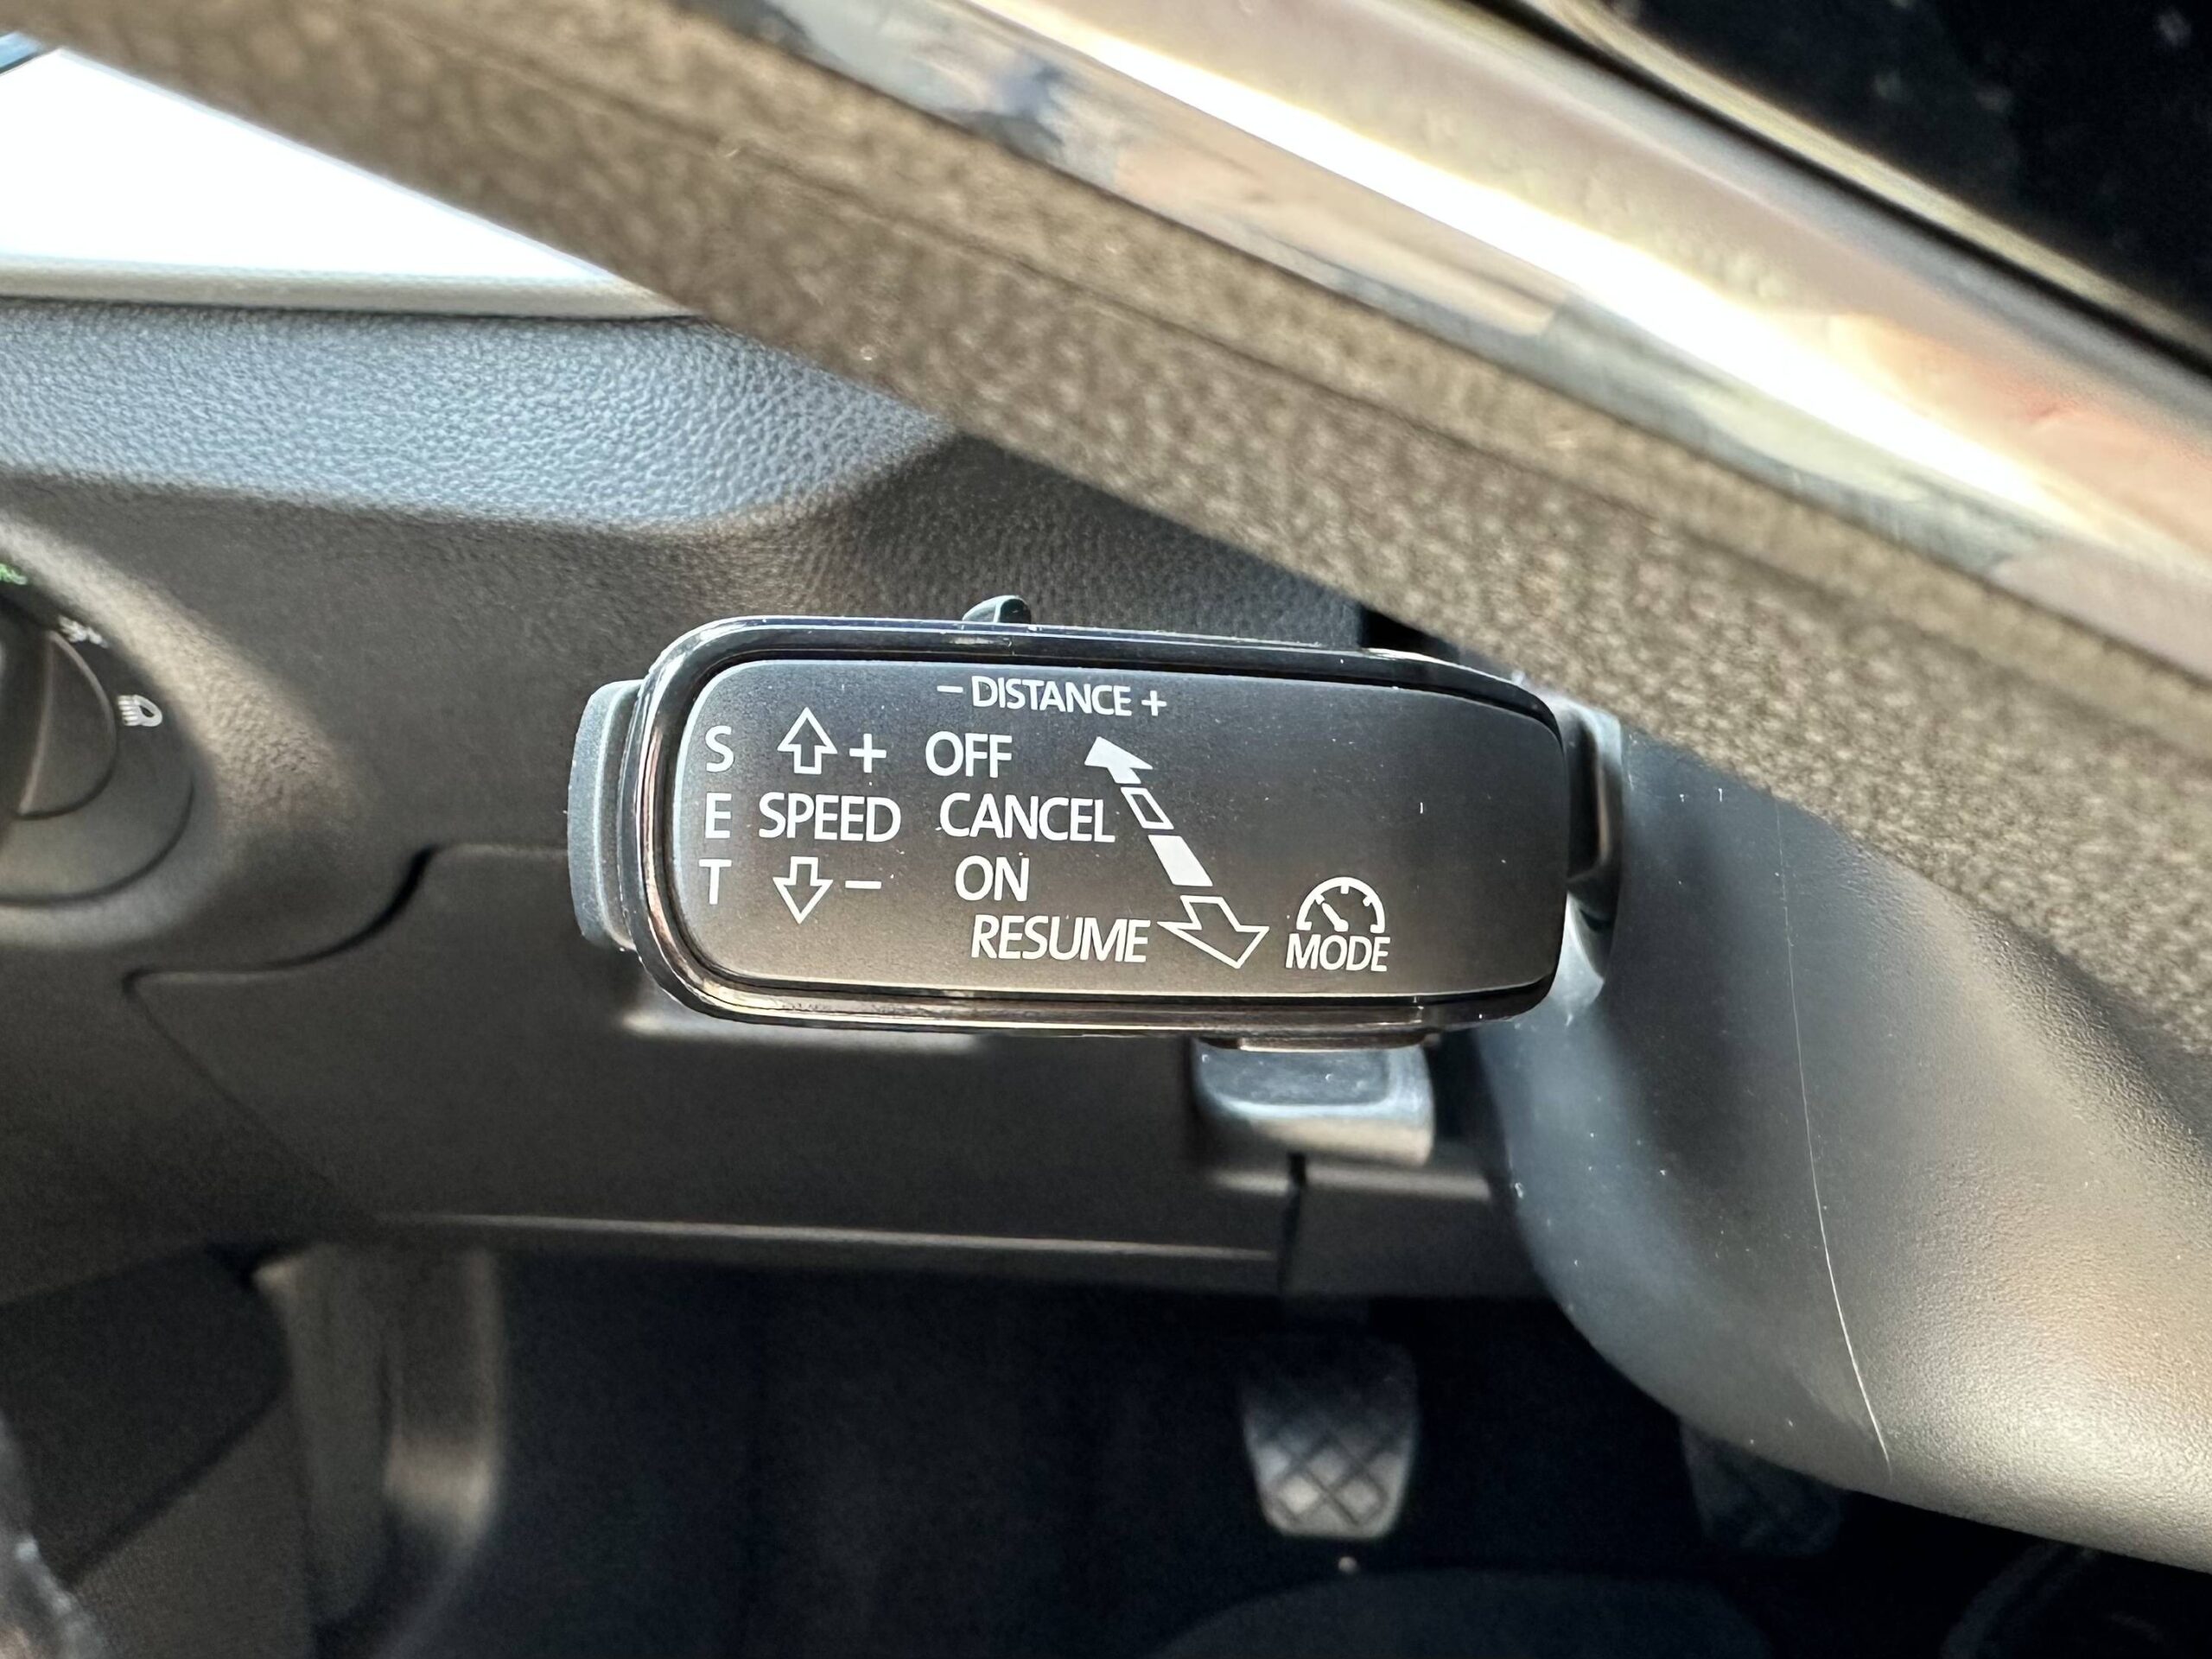 - DISTANCE +
S + OFF
E SPEED CANCEL
T - ON
RESUME MODE